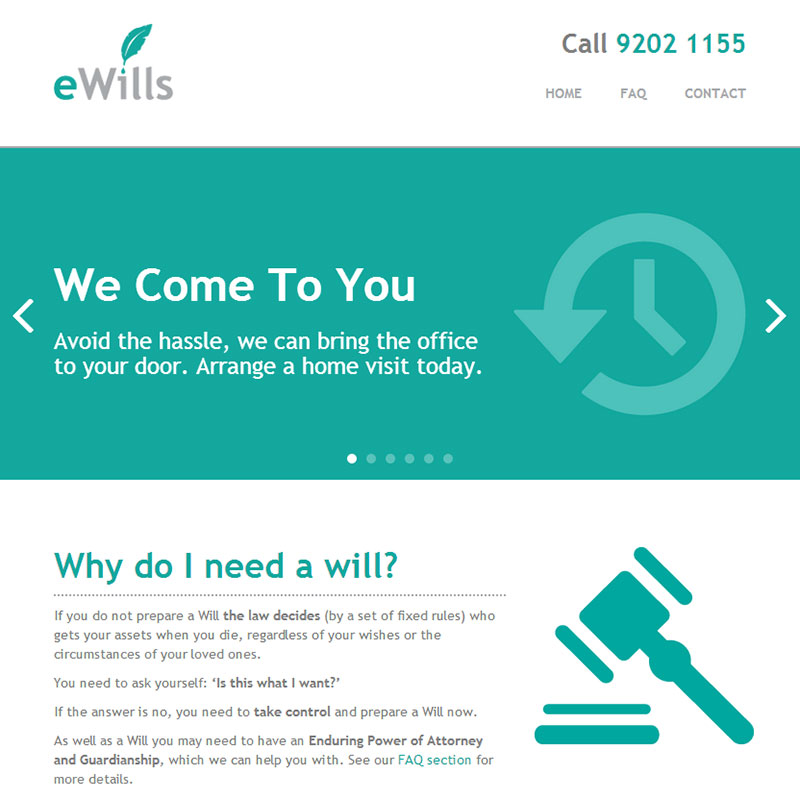 eWills
Call 9202 1155
HOME FAQ CONTACT
We Come To You
Avoid the hassle, we can bring the office
to your door. Arrange a home visit today.
Why do I need a will?
If you do not prepare a Will the law decides (by a set of fixed rules) who
gets your assets when you die, regardless of your wishes or the
circumstances of your loved ones.
You need to ask yourself: ‘Is this what I want?’
If the answer is no, you need to take control and prepare a Will now.
As well as a Will you may need to have an Enduring Power of Attorney
and Guardianship, which we can help you with. See our FAQ section for
more details.